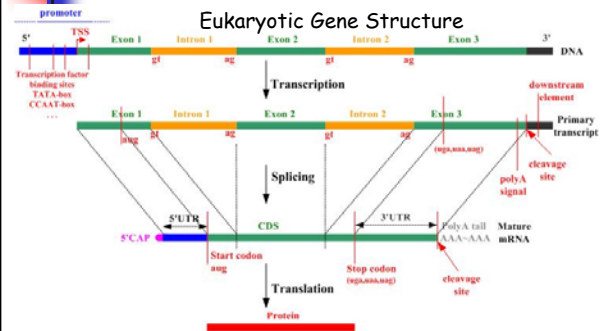 promoter
Eukaryotic Gene Structure
5' TSS Exon 1 Intron 1 Exon 2 Intron 2 Exon 3 3'
DNA
gt ag gt ag
Transcription factor
binding sites
TATA-box
CCAAT-box
...
Transcription
downstream
element
Exon 1 Intron 1 Exon 2 Intron 2 Exon 3
Primary
transcript
aug gt ag gt ag
(uga,uaa,uag)
cleavage
site
polyA
signal
Splicing
5'UTR CDS 3'UTR
5'CAP
PolyA tail
AAA~AAA
Mature
mRNA
Start codon
aug
Stop codon
(uga,uaa,uag)
cleavage
site
Translation
Protein